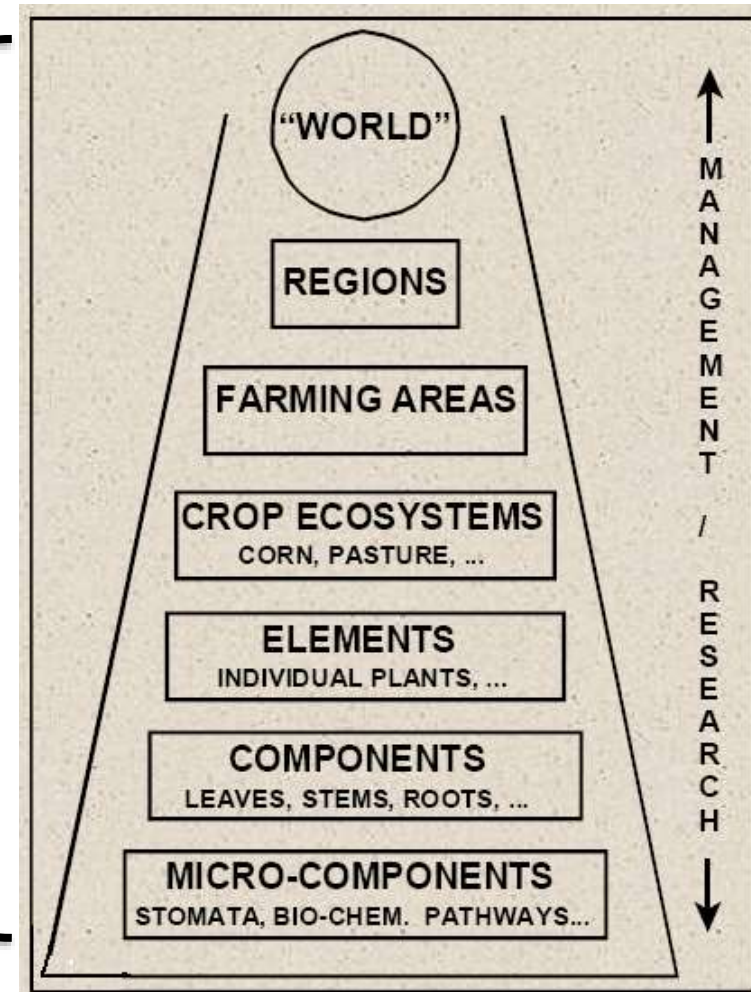 “WORLD”
REGIONS
FARMING AREAS
CROP ECOSYSTEMS
CORN, PASTURE, ...
ELEMENTS
INDIVIDUAL PLANTS, ...
COMPONENTS
LEAVES, STEMS, ROOTS, ...
MICRO-COMPONENTS
STOMATA, BIO-CHEM. PATHWAYS...
MANAGEMENT / RESEARCH